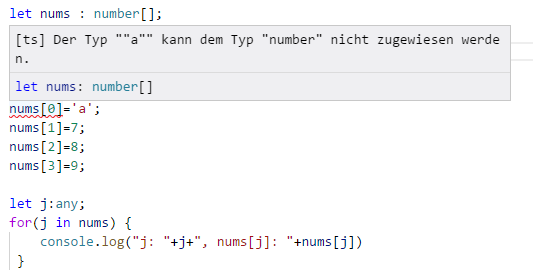 let nums : number[];
[ts] Der Typ ""a"" kann dem Typ "number" nicht zugewiesen werde
n.
let nums: number[]
nums[0]='a';
nums[1]=7;
nums[2]=8;
nums[3]=9;
let j:any;
for(j in nums) {
console.log("j: "+j+", nums[j]: "+nums[j])
}